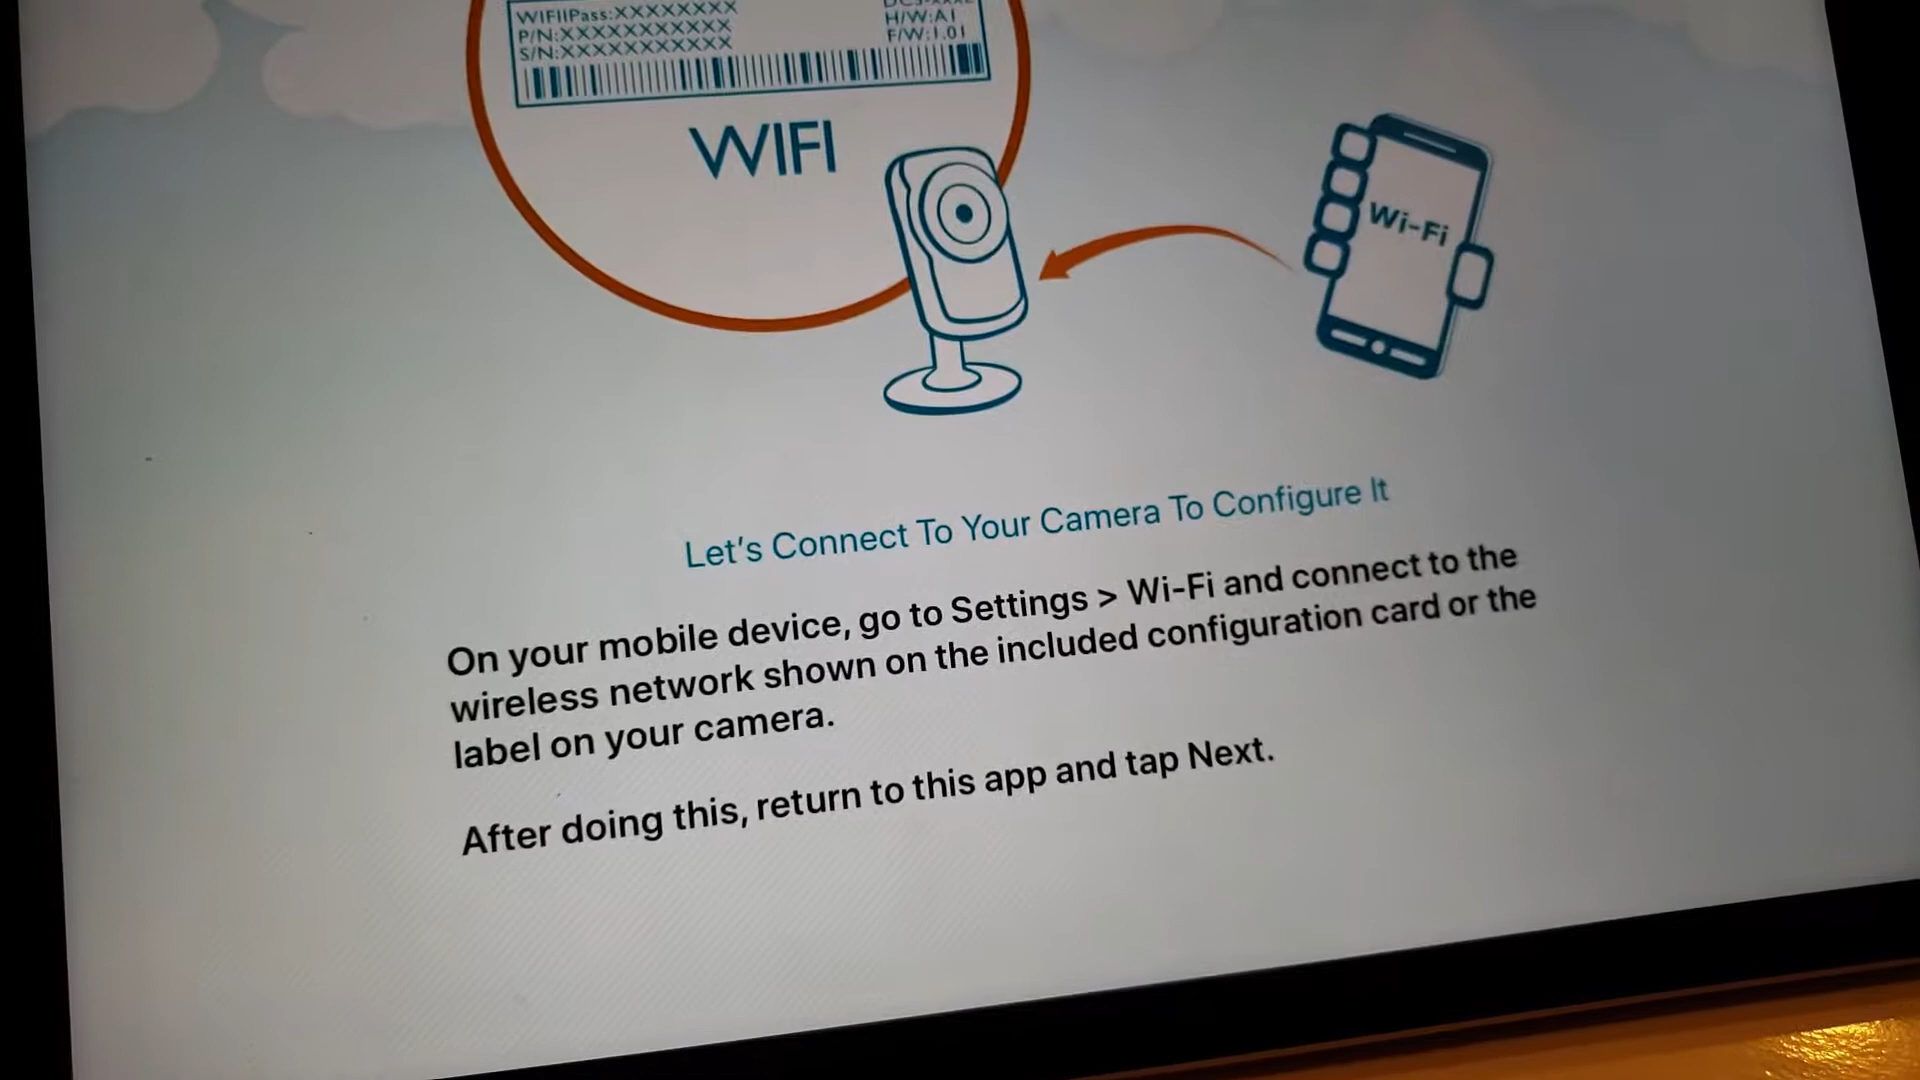 WIFIIPass:XXXXXXXX
P/N:XXXXXXXXXXX
S/N:XXXXXXXXXXX
H/W:A1
F/W:1.01
WIFI
Wi-Fi
Let's Connect To Your Camera To Configure It
On your mobile device, go to Settings > Wi-Fi and connect to the
wireless network shown on the included configuration card or the
label on your camera.
After doing this, return to this app and tap Next.